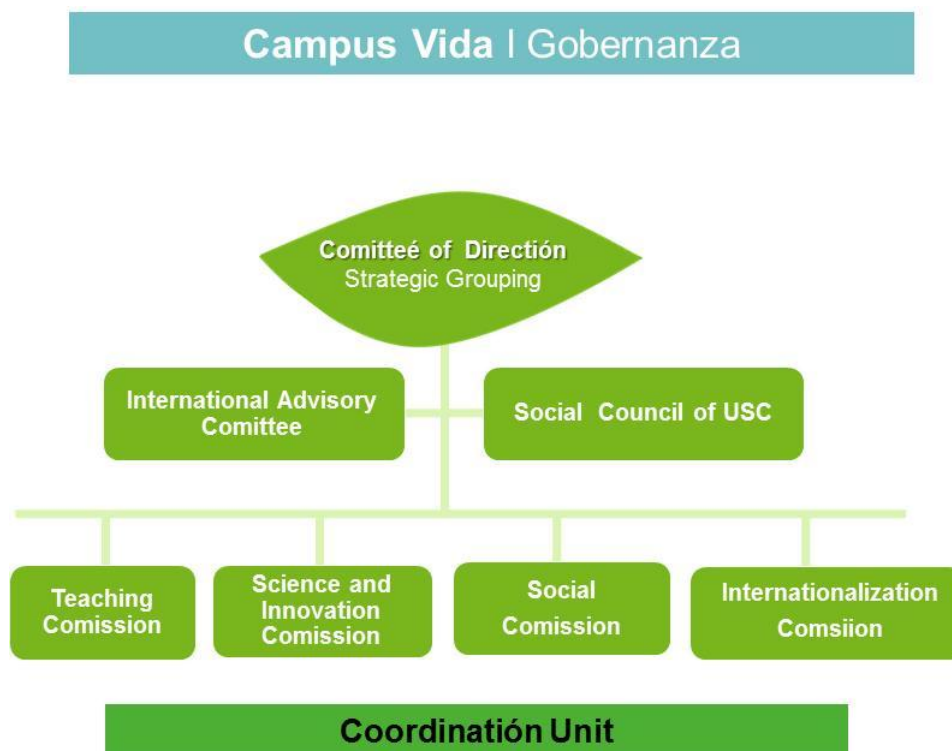 Campus Vida I Gobernanza
Comitteé of Directión
Strategic Grouping
International Advisory
Comittee
Social Council of USC
Teaching
Comission
Science and
Innovation
Comission
Social
Comission
Internationalization
Comsiion
Coordinatión Unit